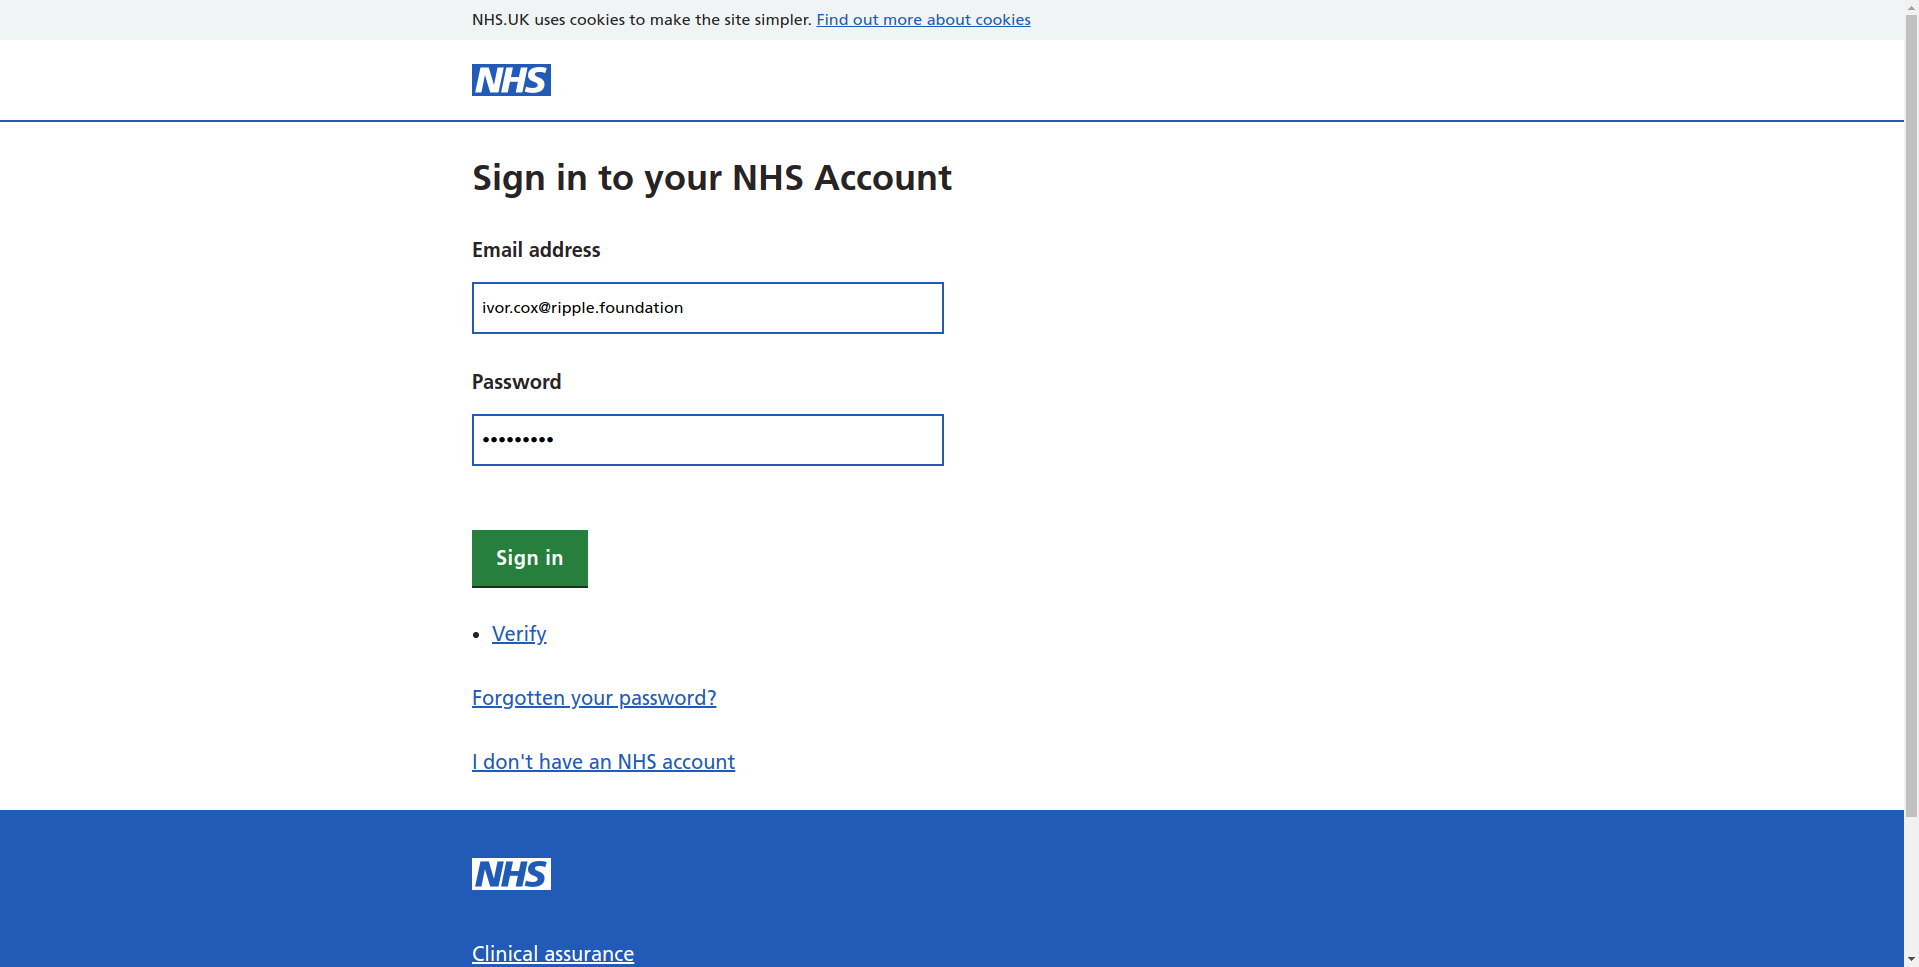 NHS.UK uses cookies to make the site simpler. Find out more about cookies
NHS
Sign in to your NHS Account
Email address
ivor.cox@ripple.foundation
Password
•••••••••
Sign in
• Verify
Forgotten your password?
I don't have an NHS account
NHS
Clinical assurance